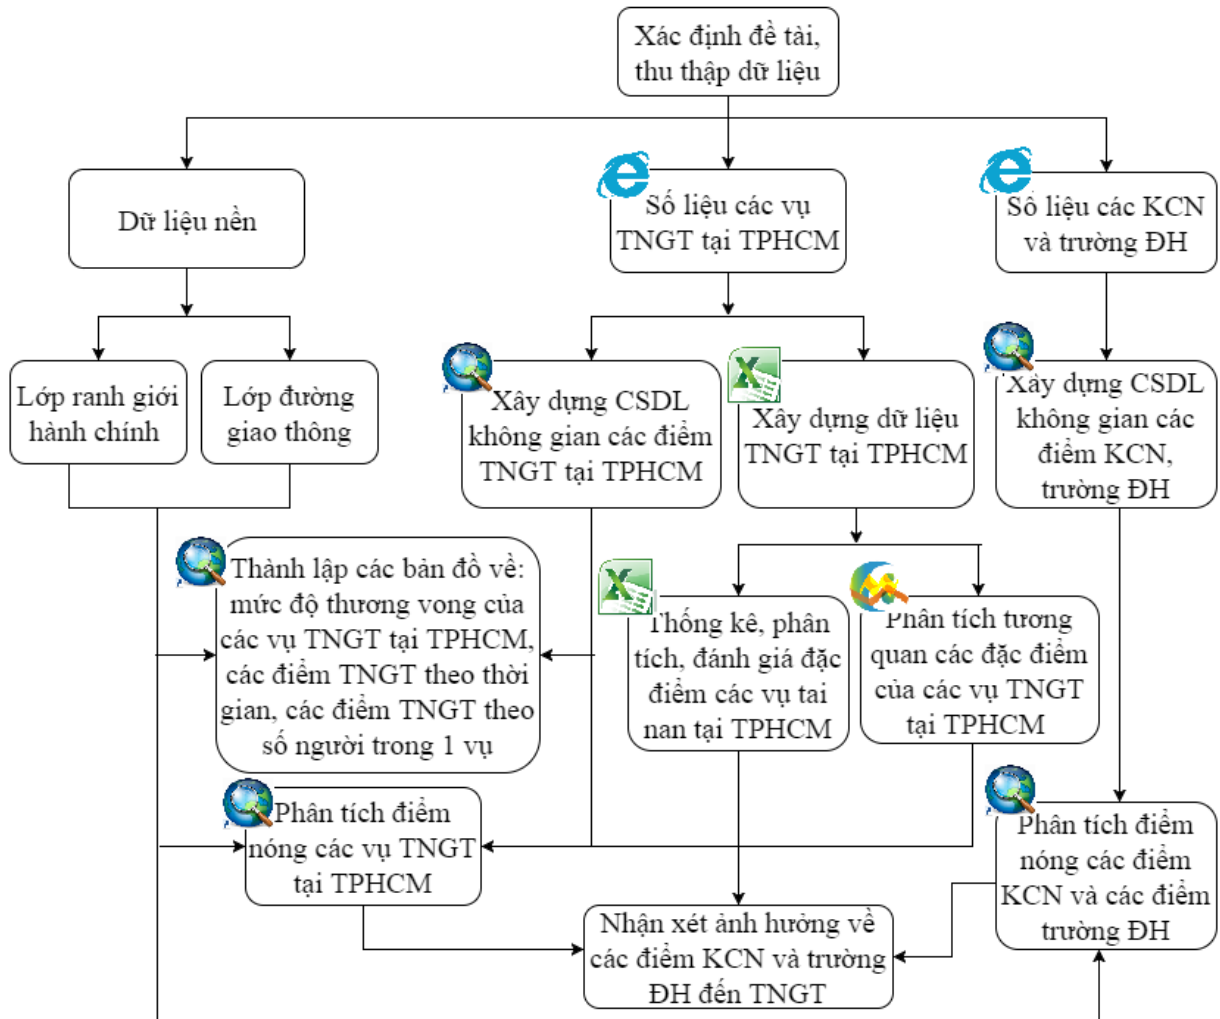 Xác định đề tài,
thu thập dữ liệu
Dữ liệu nền
Số liệu các vụ
TNGT tại TPHCM
Số liệu các KCN
và trường ĐH
Lớp ranh giới
hành chính
Lớp đường
giao thông
Xây dựng CSDL
không gian các điểm
TNGT tại TPHCM
Xây dựng dữ liệu
TNGT tại TPHCM
Xây dựng CSDL
không gian các
điểm KCN,
trường ĐH
Thành lập các bản đồ về:
mức độ thương vong của
các vụ TNGT tại TPHCM,
các điểm TNGT theo thời
gian, các điểm TNGT theo
số người trong 1 vụ
Thống kê, phân
tích, đánh giá đặc
điểm các vụ tai
nan tại TPHCM
Phân tích tương
quan các đặc điểm
của các vụ TNGT
tại TPHCM
Phân tích điểm
nóng các vụ TNGT
tại TPHCM
Phân tích điểm
nóng các điểm
KCN và các điểm
trường ĐH
Nhận xét ảnh hưởng về
các điểm KCN và trường
ĐH đến TNGT